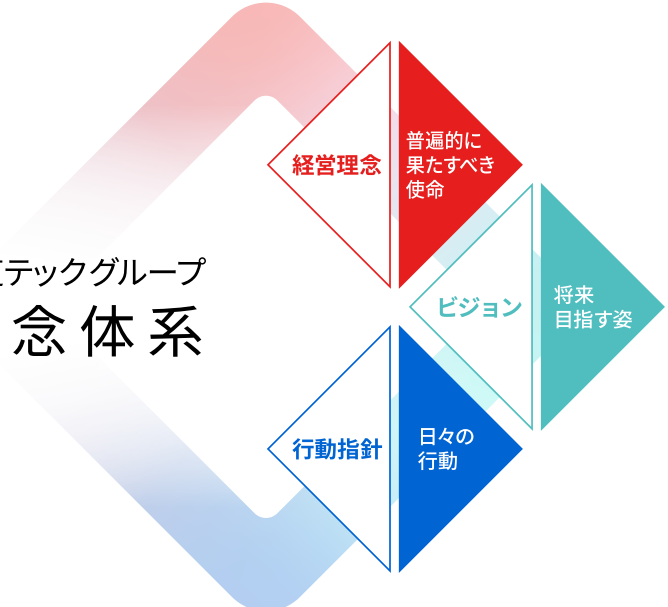 テックグループ
念体系
経営理念
普遍的に
果たすべき
使命
ビジョン
将来
目指す姿
行動指針
日々の
行動